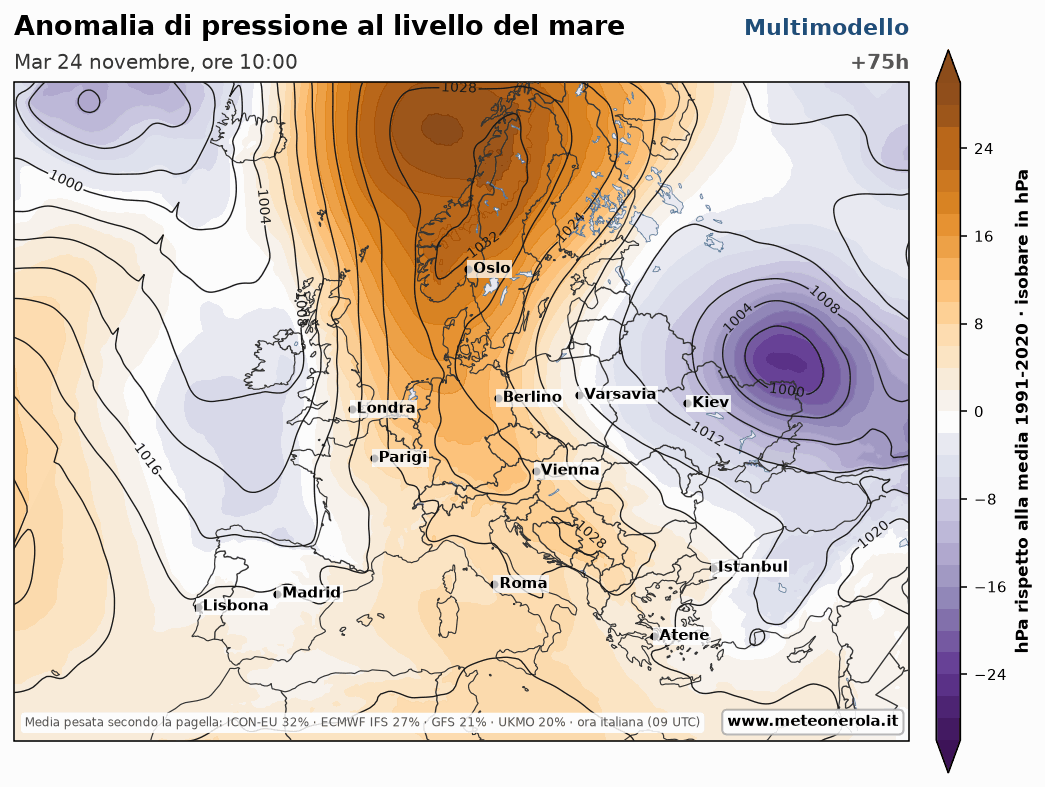 Anomalia di pressione al livello del mare
Multimodello
Mar 24 novembre, ore 10:00
+75h
1028
1000
1004
1032
1024
Oslo
1008
1008
1004
1000
Londra
Berlino
Varsavia
Kiev
1012
1016
Parigi
Vienna
1028
1020
Istanbul
Roma
Madrid
Lisbona
Atene
Media pesata secondo la pagella: ICON-EU 32% · ECMWF IFS 27% · GFS 21% · UKMO 20% · ora italiana (09 UTC)
www.meteonerola.it
24
16
8
0
−8
−16
−24
hPa rispetto alla media 1991-2020 · isobare in hPa